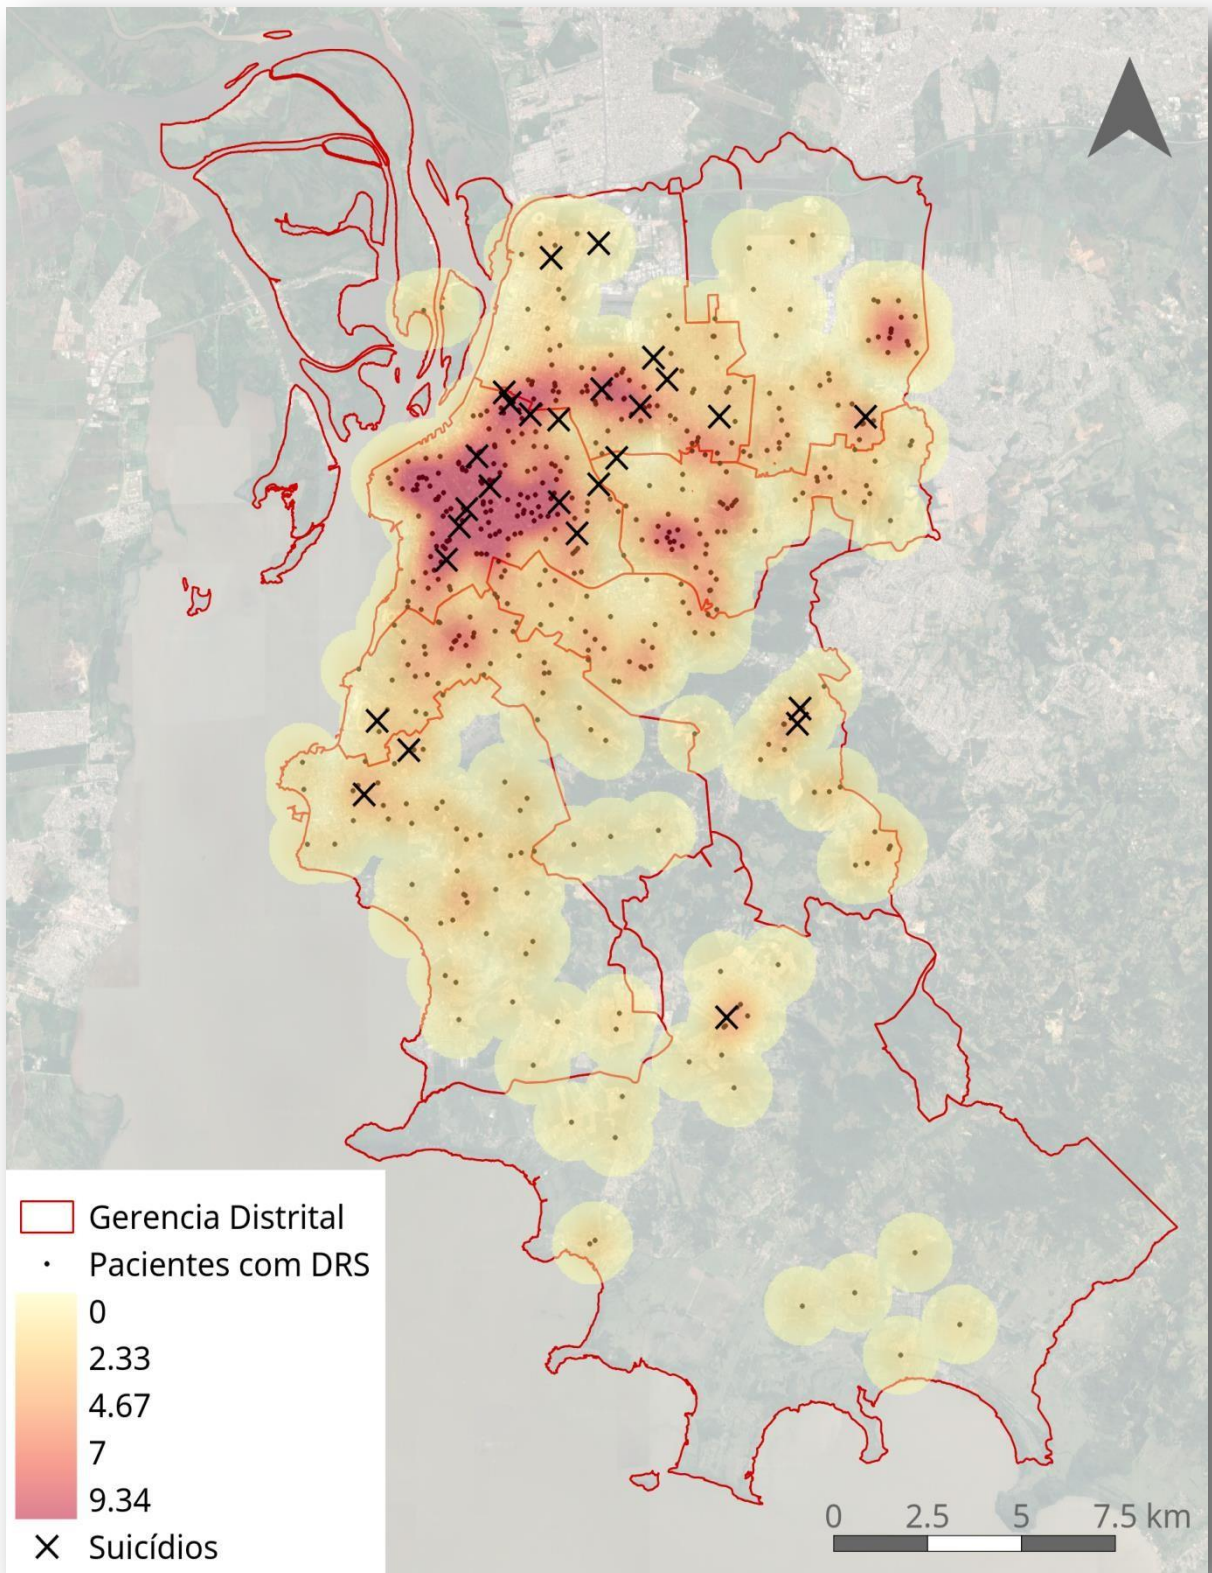 Gerencia Distrital
Pacientes com DRS
0
2.33
4.67
7
9.34
Suicídios
0 2.5 5 7.5 km